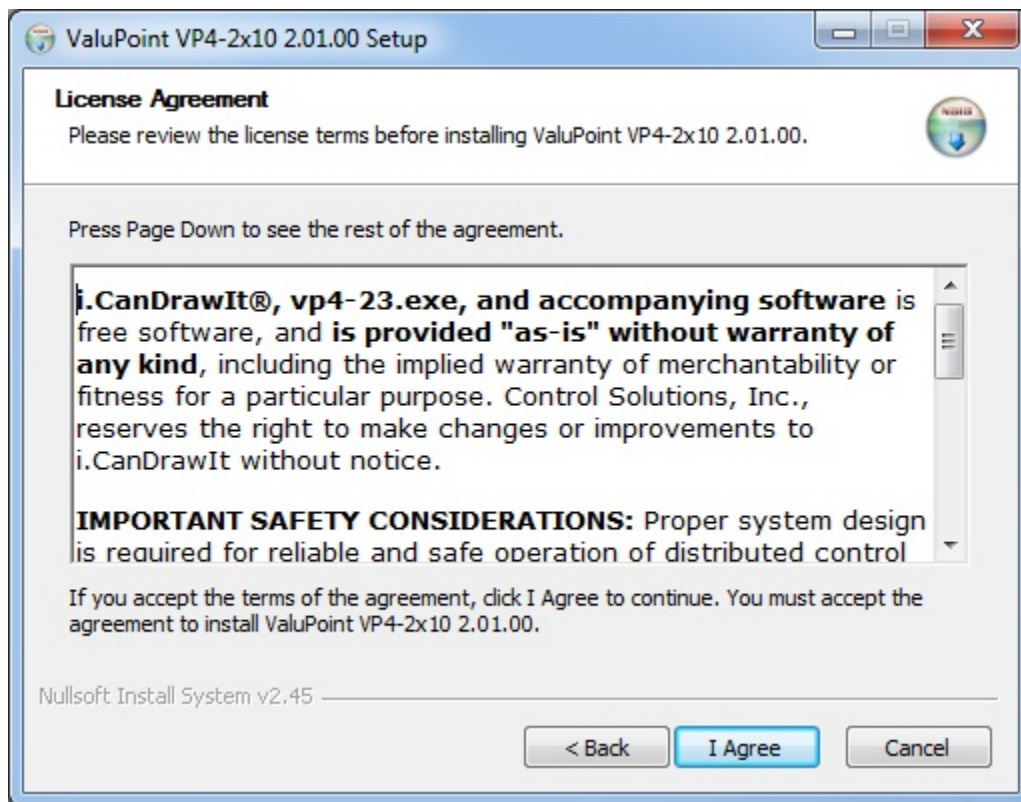 ValuPoint VP4-2x10 2.01.00 Setup
License Agreement
Please review the license terms before installing ValuPoint VP4-2x10 2.01.00.
Press Page Down to see the rest of the agreement.
i.CanDrawIt®, vp4-23.exe, and accompanying software is
free software, and is provided "as-is" without warranty of
any kind, including the implied warranty of merchantability or
fitness for a particular purpose. Control Solutions, Inc.,
reserves the right to make changes or improvements to
i.CanDrawIt without notice.
IMPORTANT SAFETY CONSIDERATIONS: Proper system design
is required for reliable and safe operation of distributed control
If you accept the terms of the agreement, click I Agree to continue. You must accept the
agreement to install ValuPoint VP4-2x10 2.01.00.
Nullsoft Install System v2.45
< Back
I Agree
Cancel